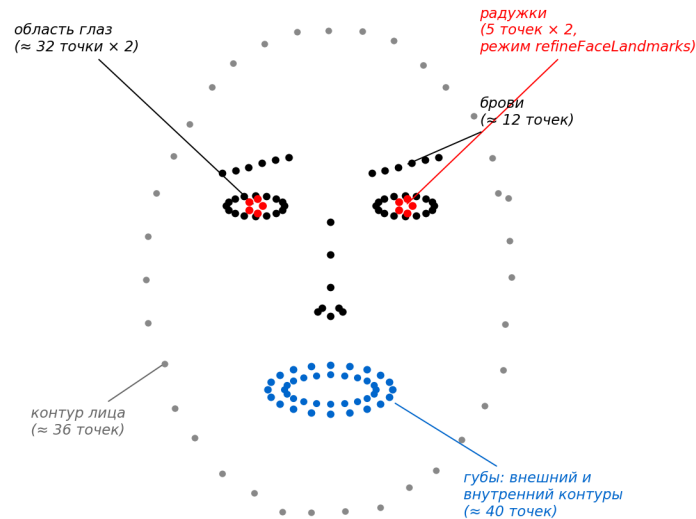 область глаз
(≈ 32 точки × 2)
радужки
(5 точек × 2,
режим refineFaceLandmarks)
брови
(≈ 12 точек)
контур лица
(≈ 36 точек)
губы: внешний и
внутренний контуры
(≈ 40 точек)